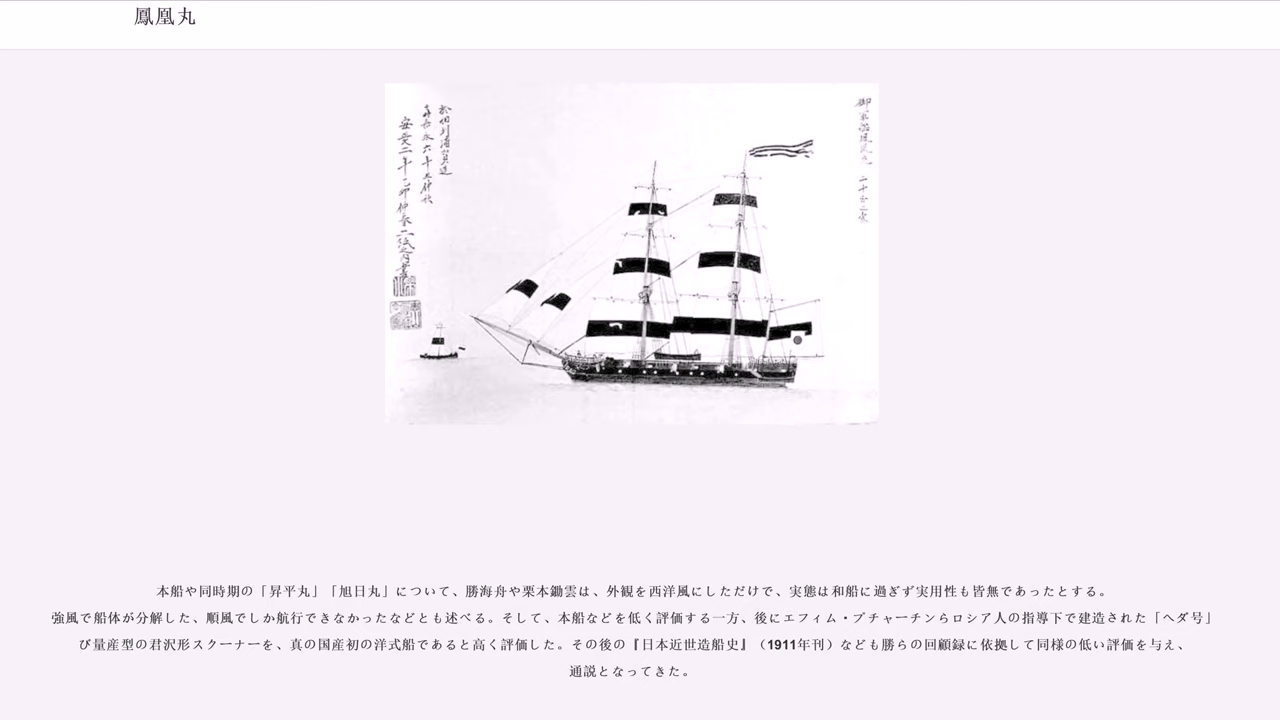 鳳凰丸
本船や同時期の「昇平丸」「旭日丸」について、勝海舟や栗本鋤雲は、外観を西洋風にしただけで、実態は和船に過ぎず実用性も皆無であったとする。
強風で船体が分解した、順風でしか航行できなかったなどとも述べる。そして、本船などを低く評価する一方、後にエフィム・プチャーチンらロシア人の指導下で建造された「ヘダ号」
び量産型の君沢形スクーナーを、真の国産初の洋式船であると高く評価した。その後の『日本近世造船史』（1911年刊）なども勝らの回顧録に依拠して同様の低い評価を与え、
通説となってきた。